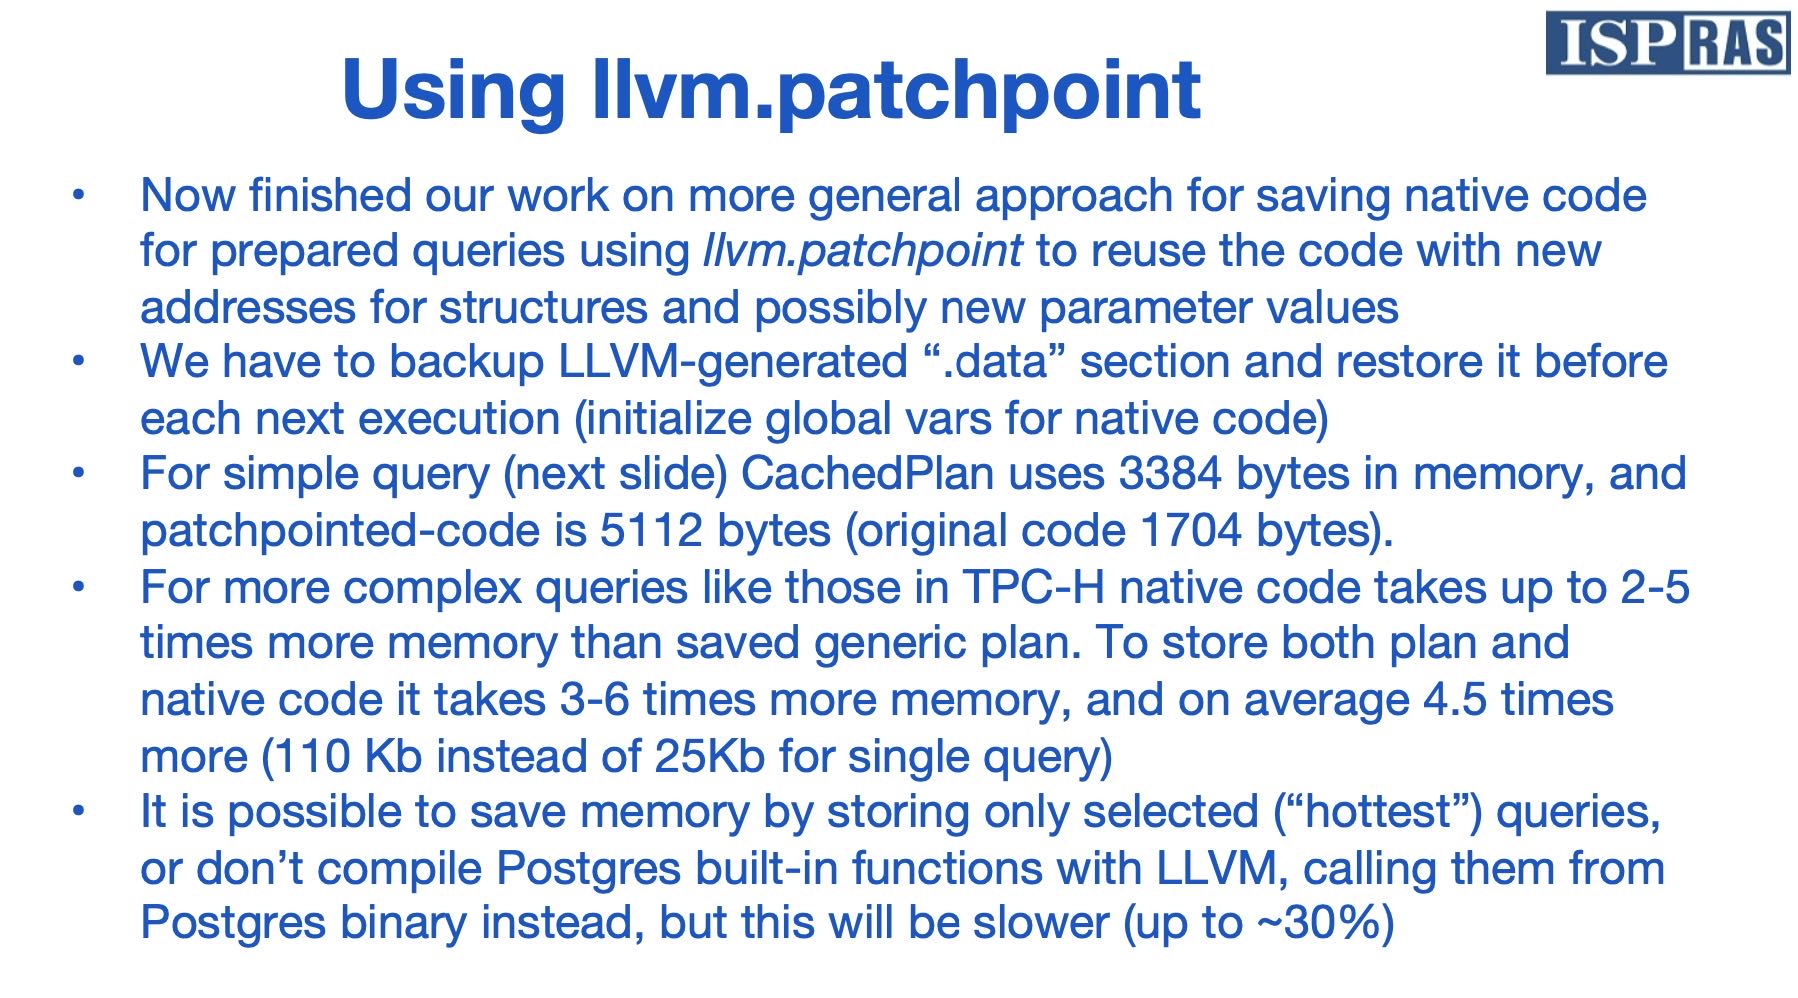 ISP RAS
Using llvm.patchpoint
• Now finished our work on more general approach for saving native code
for prepared queries using llvm.patchpoint to reuse the code with new
addresses for structures and possibly new parameter values
• We have to backup LLVM-generated “.data” section and restore it before
each next execution (initialize global vars for native code)
• For simple query (next slide) CachedPlan uses 3384 bytes in memory, and
patchpointed-code is 5112 bytes (original code 1704 bytes).
• For more complex queries like those in TPC-H native code takes up to 2-5
times more memory than saved generic plan. To store both plan and
native code it takes 3-6 times more memory, and on average 4.5 times
more (110 Kb instead of 25Kb for single query)
• It is possible to save memory by storing only selected (“hottest”) queries,
or don’t compile Postgres built-in functions with LLVM, calling them from
Postgres binary instead, but this will be slower (up to ~30%)